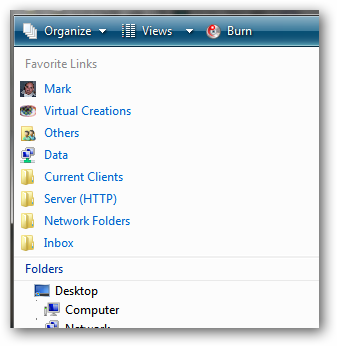 Organize Views Burn
Favorite Links
Mark
Virtual Creations
Others
Data
Current Clients
Server (HTTP)
Network Folders
Inbox
Folders
Desktop
Computer
Network